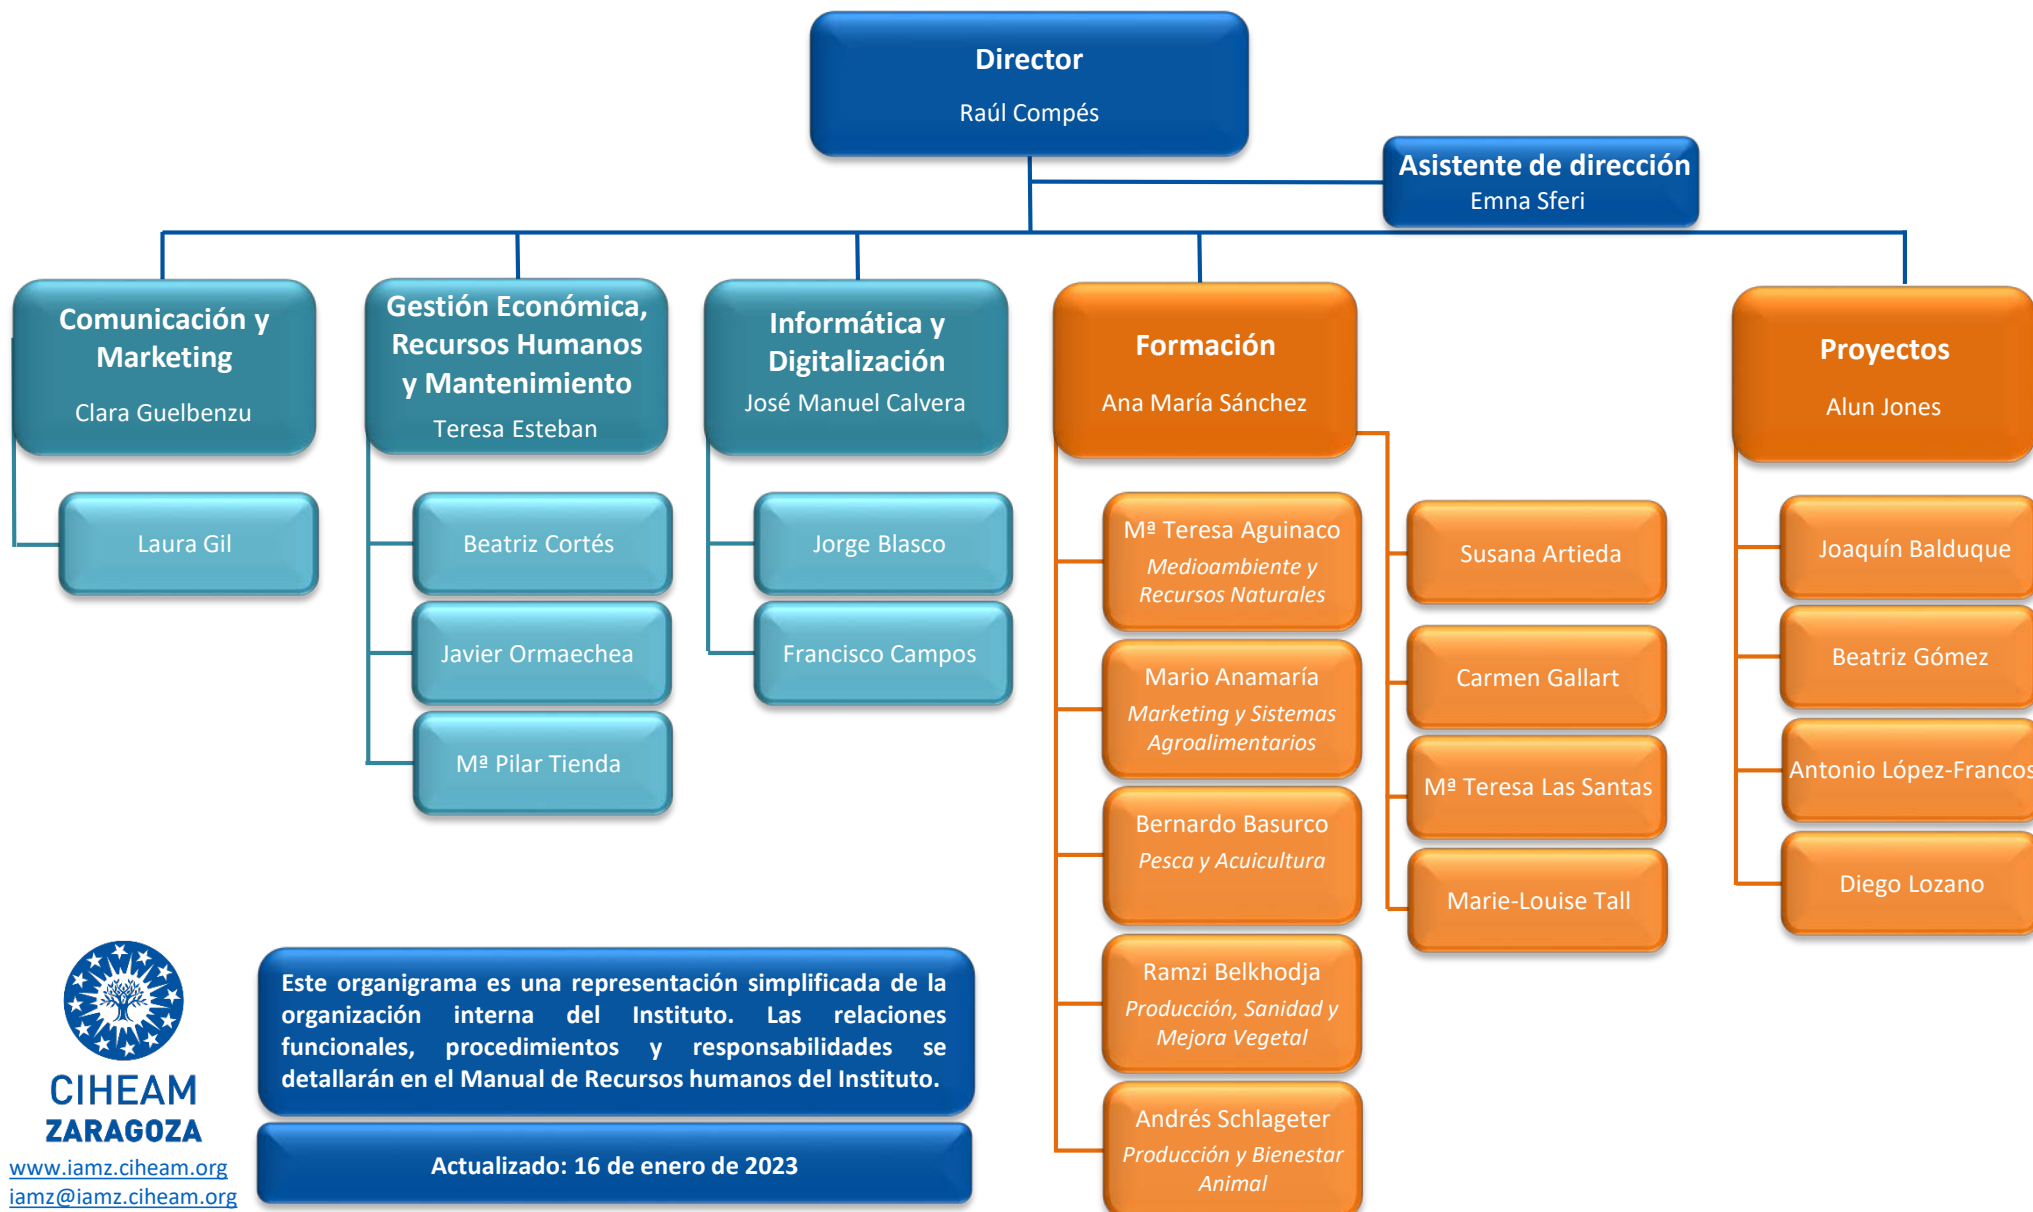 Director
Raúl Compés
Asistente de dirección
Emna Sferi
Comunicación y
Marketing
Clara Guelbenzu
Laura Gil
Gestión Económica,
Recursos Humanos
y Mantenimiento
Teresa Esteban
Beatriz Cortés
Javier Ormaechea
Mª Pilar Tienda
Informática y
Digitalización
José Manuel Calvera
Jorge Blasco
Francisco Campos
Formación
Ana María Sánchez
Mª Teresa Aguinaco
Medioambiente y
Recursos Naturales
Mario Anamaría
Marketing y Sistemas
Agroalimentarios
Bernardo Basurco
Pesca y Acuicultura
Ramzi Belkhodja
Producción, Sanidad y
Mejora Vegetal
Andrés Schlageter
Producción y Bienestar
Animal
Susana Artieda
Carmen Gallart
Mª Teresa Las Santas
Marie-Louise Tall
Proyectos
Alun Jones
Joaquín Balduque
Beatriz Gómez
Antonio López-Francos
Diego Lozano
CIHEAM
ZARAGOZA
www.iamz.ciheam.org
iamz@iamz.ciheam.org
Este organigrama es una representación simplificada de la
organización interna del Instituto. Las relaciones
funcionales, procedimientos y responsabilidades se
detallarán en el Manual de Recursos humanos del Instituto.
Actualizado: 16 de enero de 2023